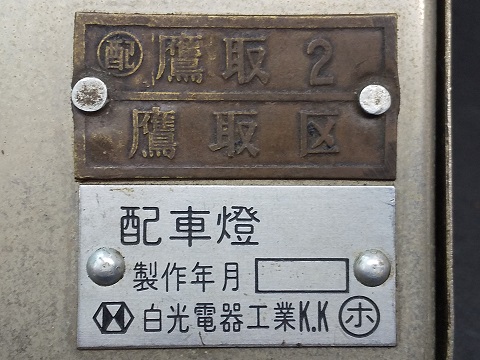 ㊗配 鷹取2
鷹取区
配車燈
製作年月
白光電器工業K.K ホ